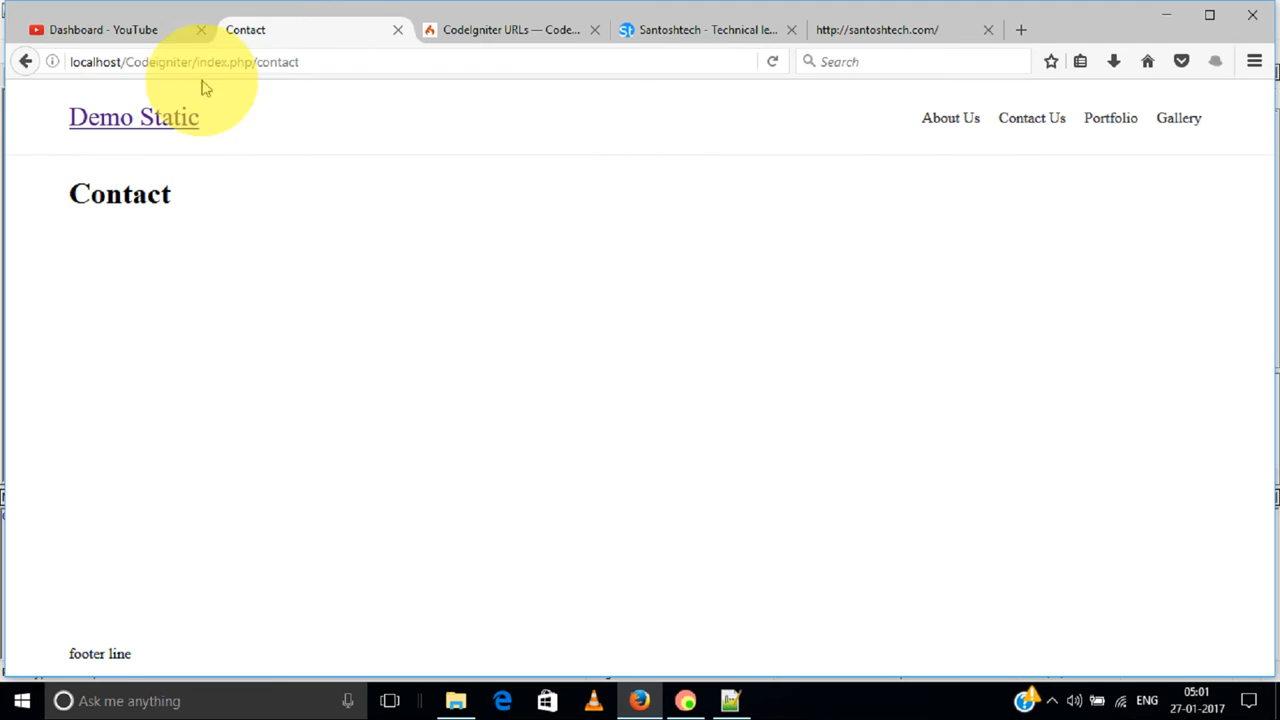 Dashboard - YouTube
Contact
CodeIgniter URLs — Code...
St Santoshtech - Technical le...
http://santoshtech.com/
localhost/Codeigniter/index.php/contact
Search
Demo Static
About Us
Contact Us
Portfolio
Gallery
Contact
footer line
Ask me anything
ENG
05:01
27-01-2017